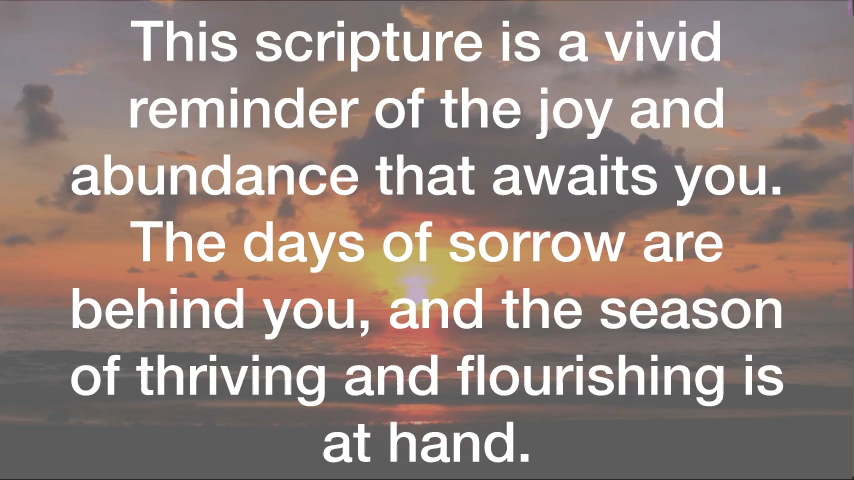 This scripture is a vivid
reminder of the joy and
abundance that awaits you.
The days of sorrow are
behind you, and the season
of thriving and flourishing is
at hand.